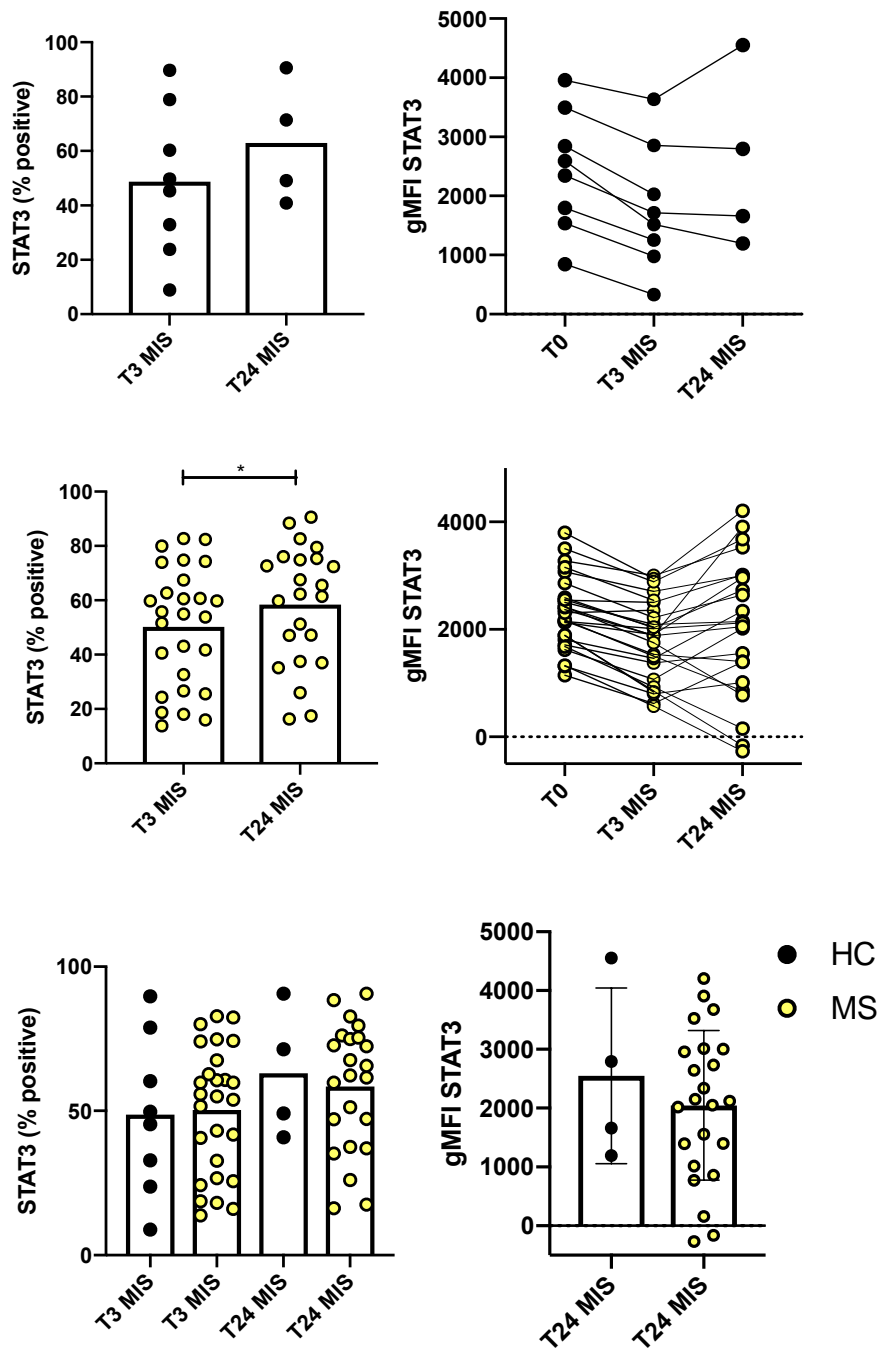 STAT3 (% positive)
100
80
60
40
20
0
T3 MIS
T24 MIS
gMFI STAT3
5000
4000
3000
2000
1000
0
T0
T3 MIS
T24 MIS
STAT3 (% positive)
100
80
60
40
20
0
*
T3 MIS
T24 MIS
gMFI STAT3
4000
2000
0
T0
T3 MIS
T24 MIS
STAT3 (% positive)
100
50
0
T3 MIS
T3 MIS
T24 MIS
T24 MIS
gMFI STAT3
5000
4000
3000
2000
1000
0
T24 MIS
T24 MIS
HC
MS